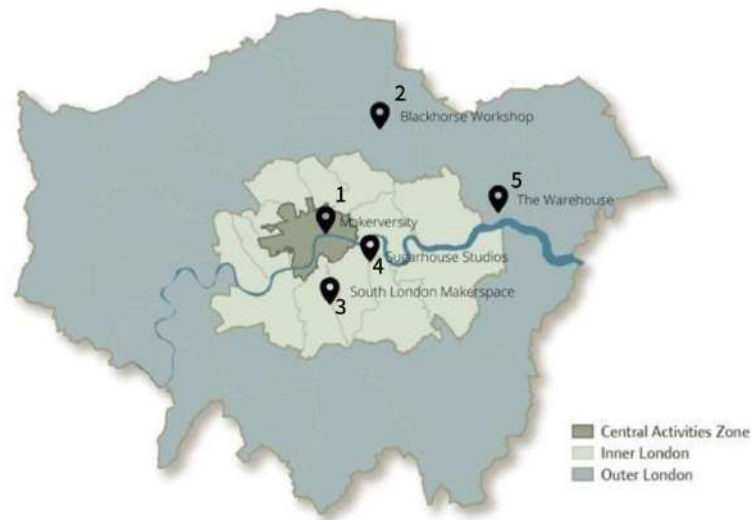 2
Blackhorse Workshop
5
The Warehouse
1
Makerversity
4
Sugarhouse Studios
3
South London Makerspace
Central Activities Zone
Inner London
Outer London